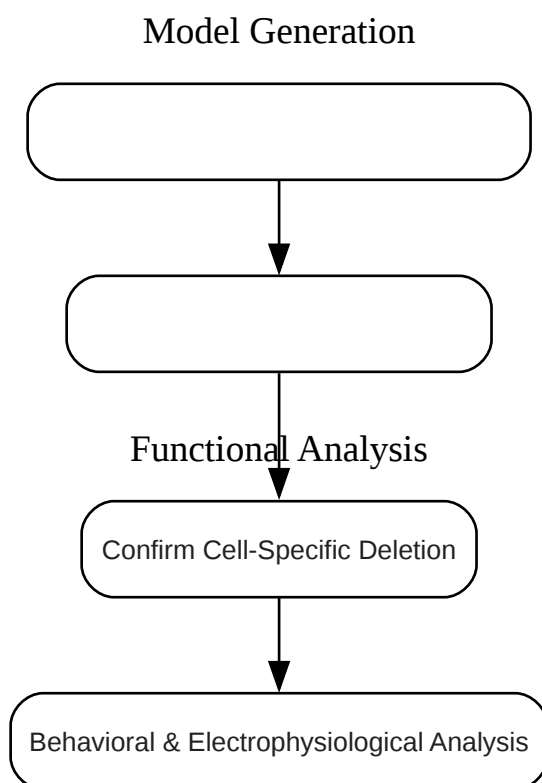 Model Generation
Functional Analysis
Confirm Cell-Specific Deletion
Behavioral & Electrophysiological Analysis